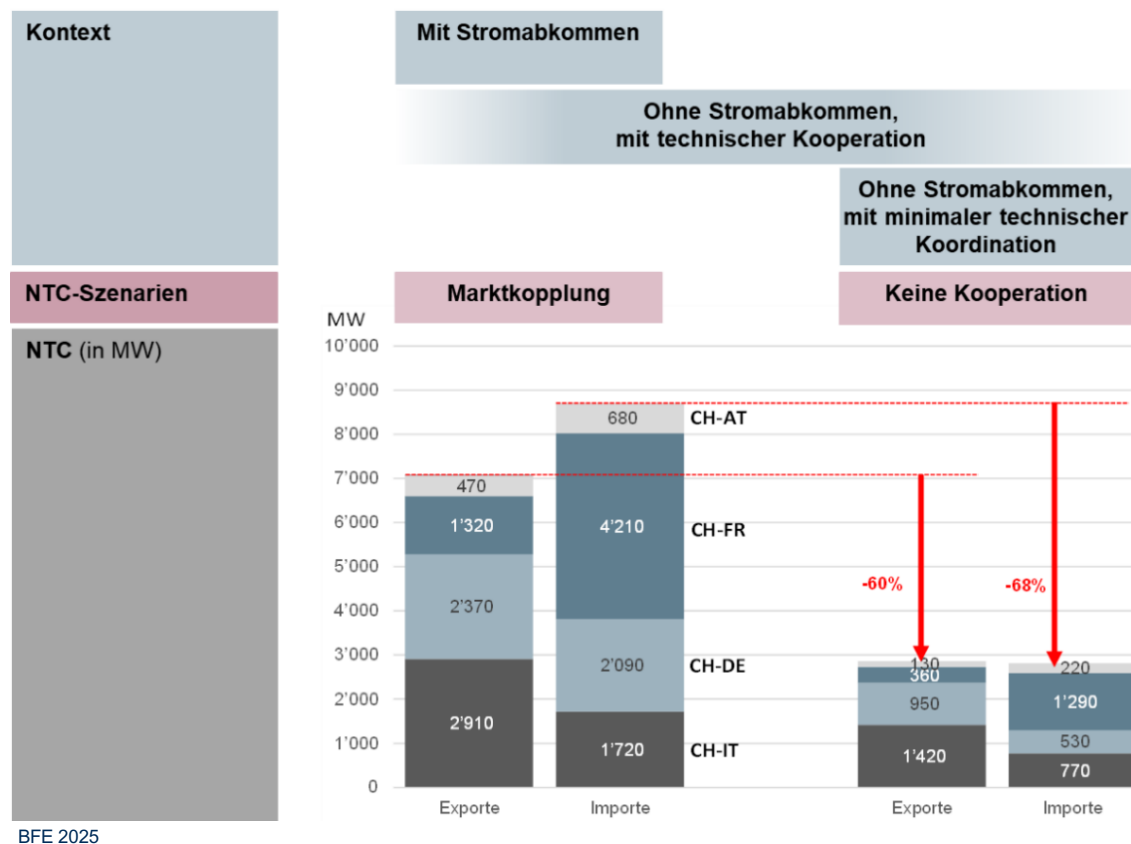 Kontext
Mit Stromabkommen
Ohne Stromabkommen,
mit technischer Kooperation
Ohne Stromabkommen,
mit minimaler technischer
Koordination
NTC-Szenarien
Marktkopplung
Keine Kooperation
NTC (in MW)
MW
10'000
9'000
8'000
7'000
6'000
5'000
4'000
3'000
2'000
1'000
0
470
1'320
2'370
2'910
680
4'210
2'090
1'720
CH-AT
CH-FR
CH-DE
CH-IT
-60%
-68%
130
360
950
1'420
220
1'290
530
770
Exporte
Importe
Exporte
Importe
BFE 2025